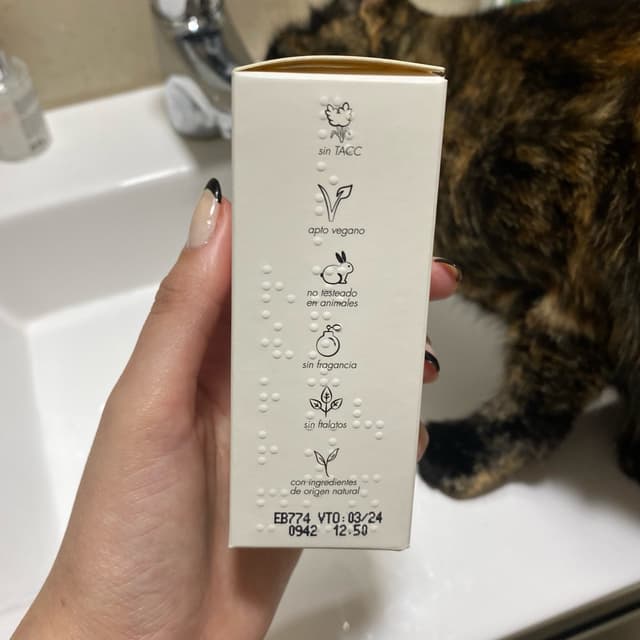 sin TACC
apto vegano
no testeado
en animales
sin fragancia
sin ftalatos
con ingredientes
de origen natural
EB774 VTO:03/24
0942 12:50